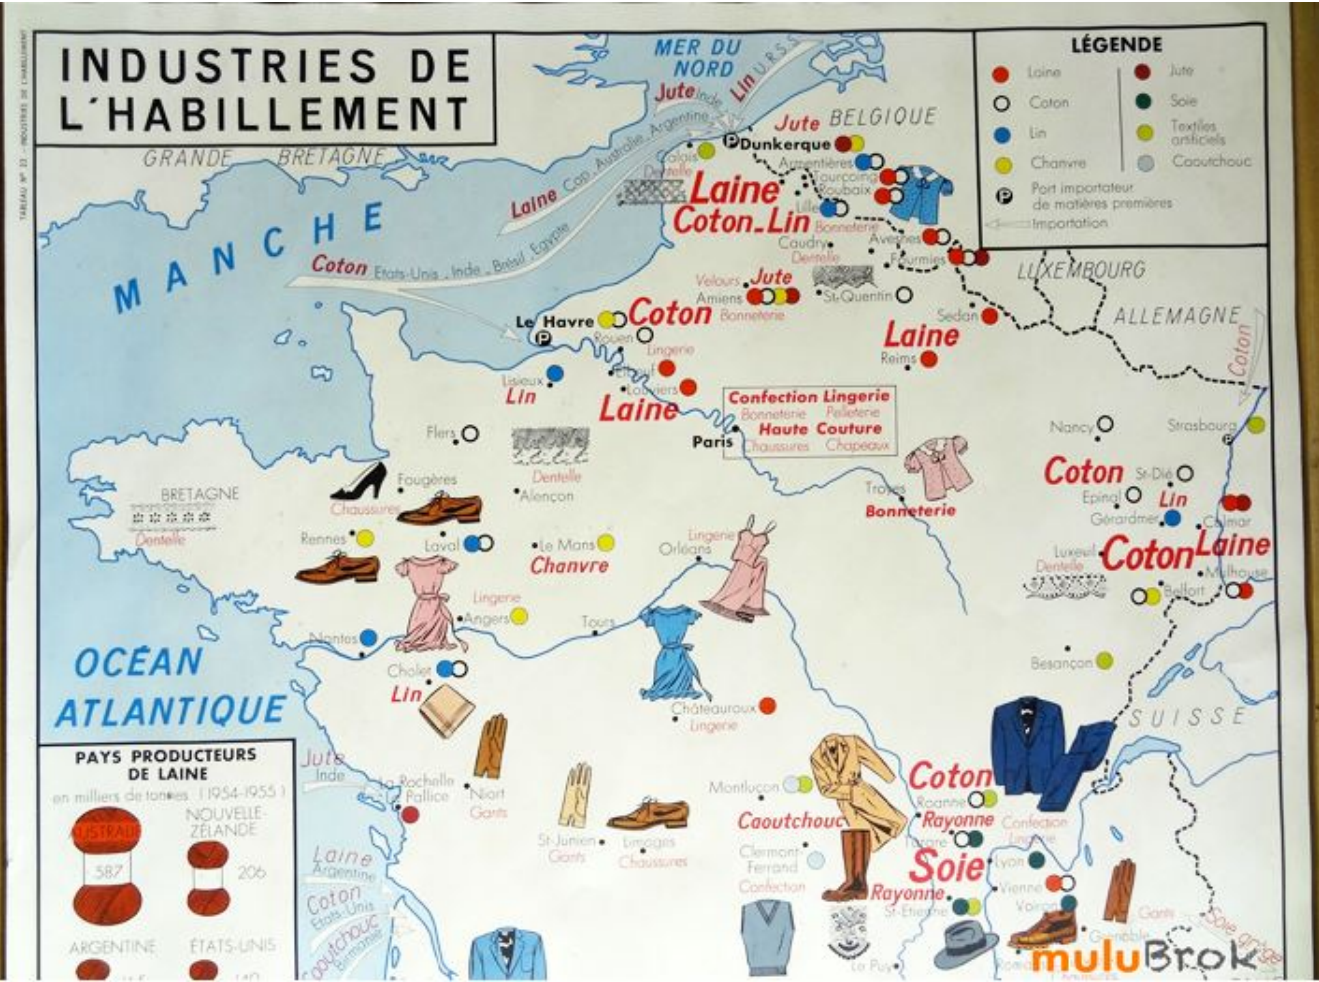 INDUSTRIES DE
L'HABILLEMENT
TABLEAU N° 22 - INDUSTRIES DE L'HABILLEMENT
MER DU
NORD
GRANDE BRETAGNE
MANCHE
Jute Inde
Lin U.R.S.S.
Laine Cap, Australie, Argentine
Coton Etats-Unis - Inde - Brésil - Egypte
LÉGENDE
Laine
Coton
Lin
Chanvre
Jute
Soie
Textiles
artificiels
Caoutchouc
P Port importateur
de matières premières
Importation
BELGIQUE
Jute
P Dunkerque
Calais
Dentelle
Armentières
Tourcoing
Roubaix
Laine
Coton-Lin
Lille
Bonneterie
Caudry
Dentelle
Avesnes
Fourmies
LUXEMBOURG
ALLEMAGNE
Coton
Velours
Jute
Amiens
Bonneterie
St-Quentin
Sedan
Laine
Reims
Le Havre
P
Coton
Rouen
Lingerie
Elbeuf
Louviers
Laine
Lisieux
Lin
Confection Lingerie
Bonneterie Pelleterie
Haute Couture
Chaussures Chapeaux
Paris
Flers
Dentelle
Alençon
Nancy
Strasbourg
P
Coton
St-Dié
Epinal
Lin
Gérardmer
Colmar
Troyes
Bonneterie
BRETAGNE
Dentelle
Fougères
Chaussures
Rennes
Laval
Le Mans
Chanvre
Lingerie
Orléans
Luxeuil
Dentelle
Coton
Laine
Mulhouse
Belfort
Lingerie
Angers
Tours
Nantes
Besançon
OCÉAN
ATLANTIQUE
Cholet
Lin
Châteauroux
Lingerie
SUISSE
PAYS PRODUCTEURS
DE LAINE
en milliers de tonnes (1954-1955)
AUSTRALIE
587
NOUVELLE-
ZÉLANDE
206
ARGENTINE
ÉTATS-UNIS
Jute
Inde
La Rochelle
Pallice
Niort
Gants
Laine
Argentine
Coton
Etats-Unis
Caoutchouc
Birmanie
St-Junien
Gants
Limoges
Chaussures
Montluçon
Caoutchouc
Clermont-
Ferrand
Confection
Coton
Roanne
Rayonne
Tarare
Confection
Lingerie
Soie
Lyon
Rayonne
St-Etienne
Vienne
Voiron
Gants
Grenoble
Soie grège
Le Puy
Chaussures
muluBrok